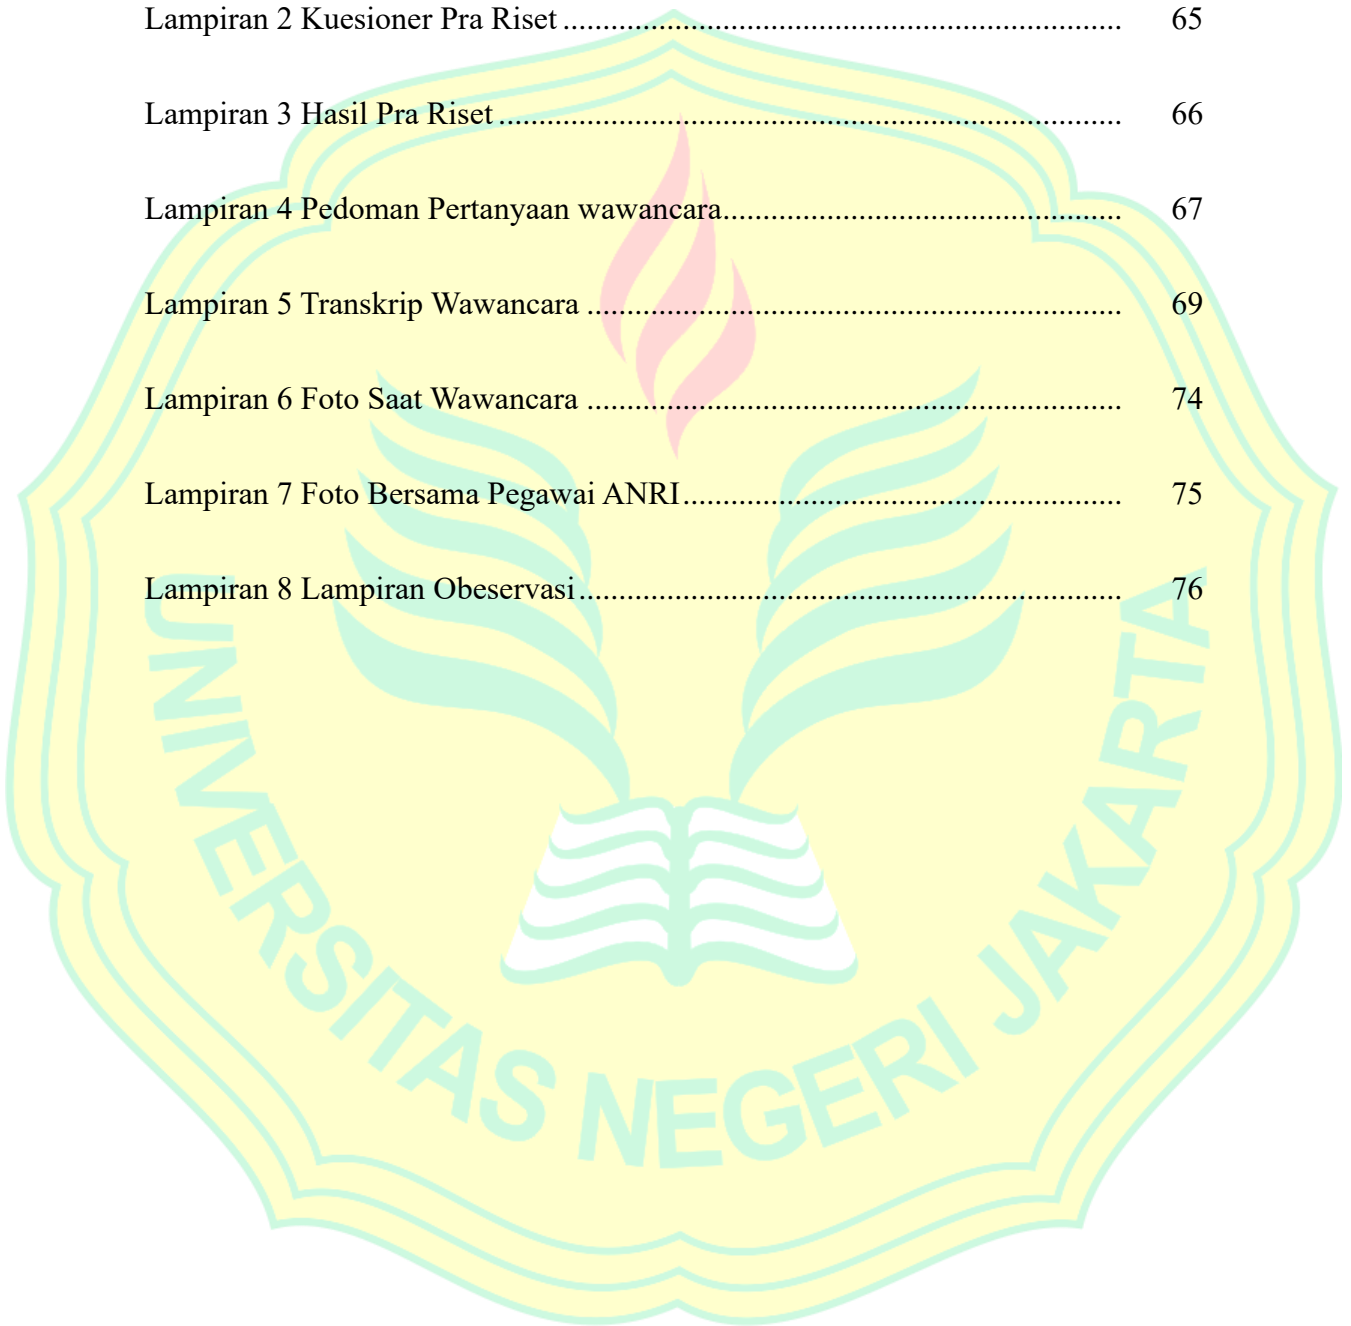 Lampiran 2 Kuesioner Pra Riset ...................................................................... 65
Lampiran 3 Hasil Pra Riset .............................................................................. 66
Lampiran 4 Pedoman Pertanyaan wawancara.................................................. 67
Lampiran 5 Transkrip Wawancara ................................................................... 69
Lampiran 6 Foto Saat Wawancara ................................................................... 74
Lampiran 7 Foto Bersama Pegawai ANRI....................................................... 75
Lampiran 8 Lampiran Obeservasi.................................................................... 76
UNIVERSITAS NEGERI JAKARTA